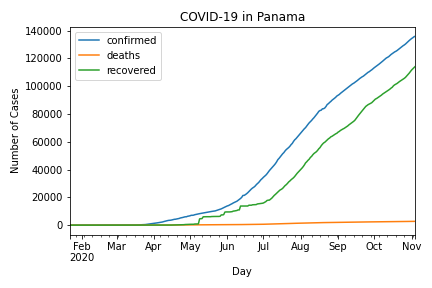 COVID-19 in Panama
confirmed
deaths
recovered
Number of Cases
140000
120000
100000
80000
60000
40000
20000
0
Feb Mar Apr May Jun Jul Aug Sep Oct Nov
2020
Day